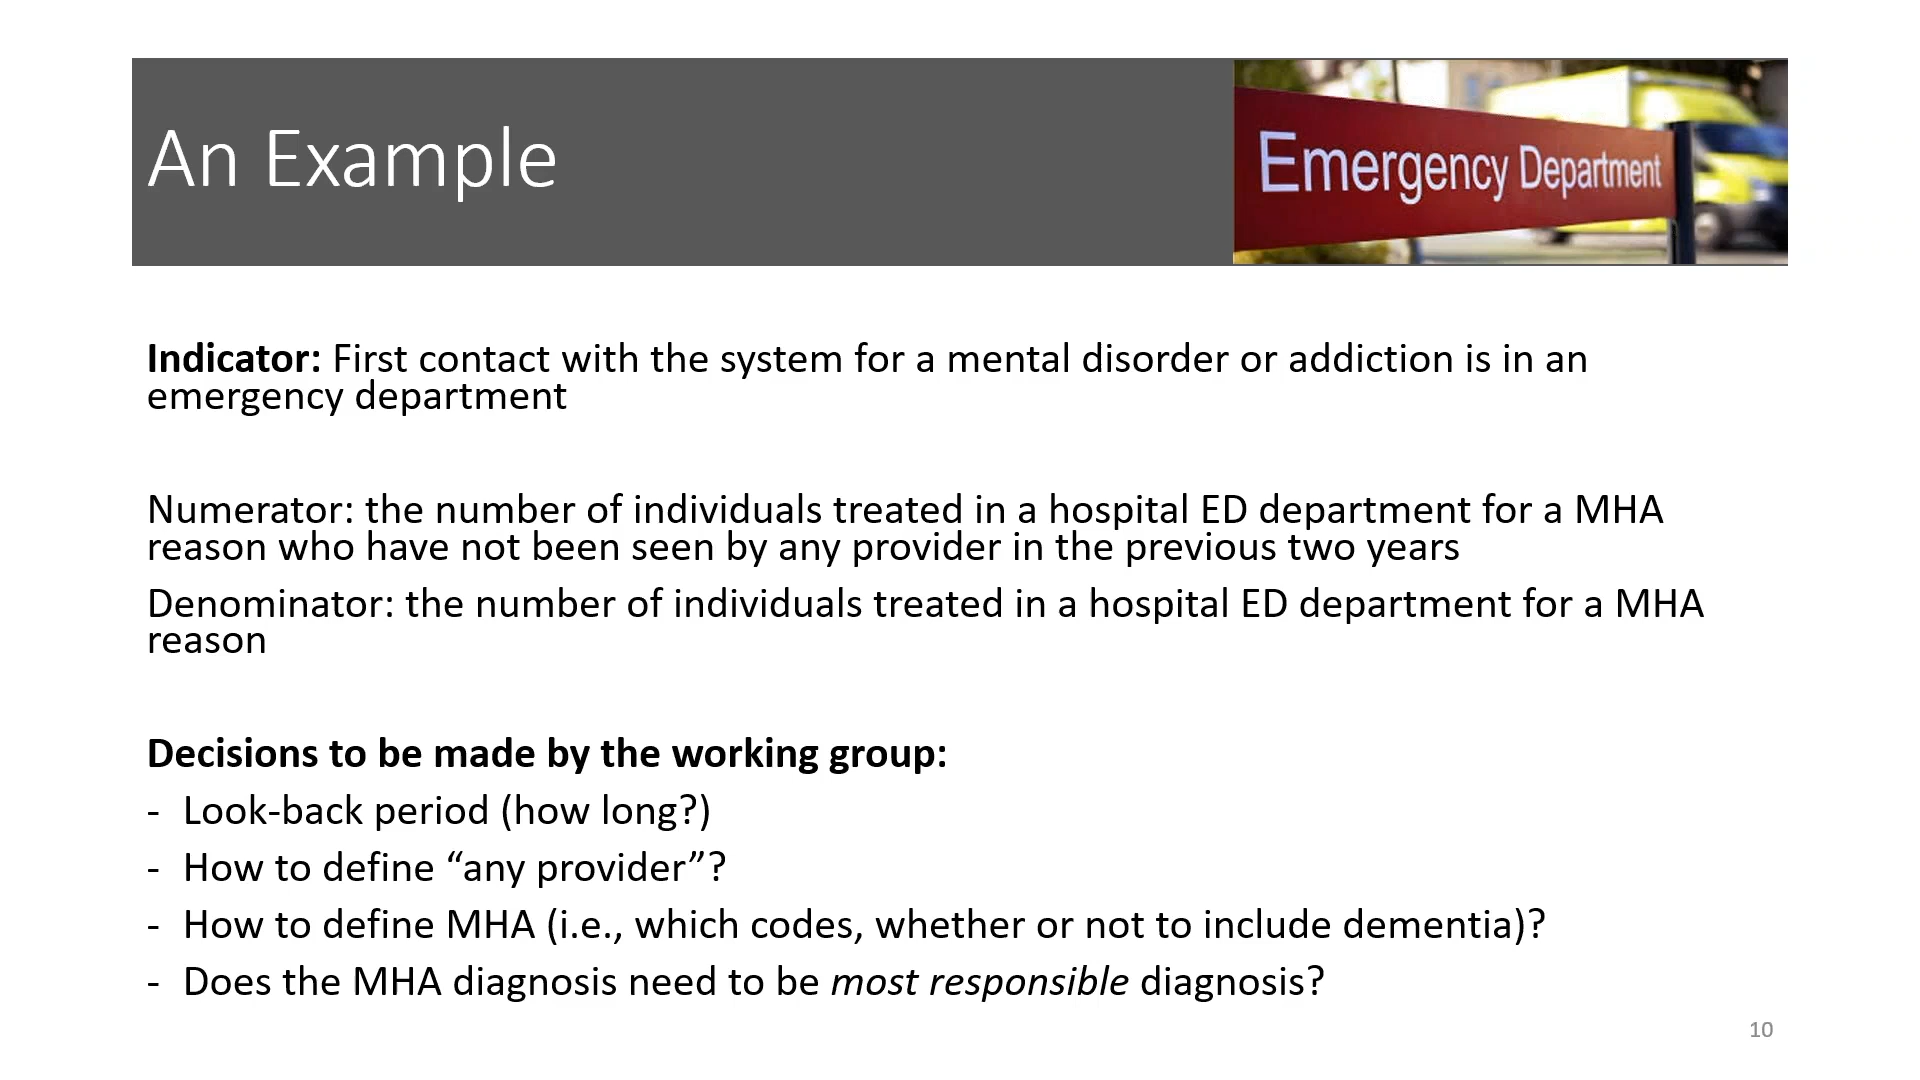 An Example
Emergency Department
Indicator: First contact with the system for a mental disorder or addiction is in an
emergency department
Numerator: the number of individuals treated in a hospital ED department for a MHA
reason who have not been seen by any provider in the previous two years
Denominator: the number of individuals treated in a hospital ED department for a MHA
reason
Decisions to be made by the working group:
- Look-back period (how long?)
- How to define “any provider”?
- How to define MHA (i.e., which codes, whether or not to include dementia)?
- Does the MHA diagnosis need to be most responsible diagnosis?
10